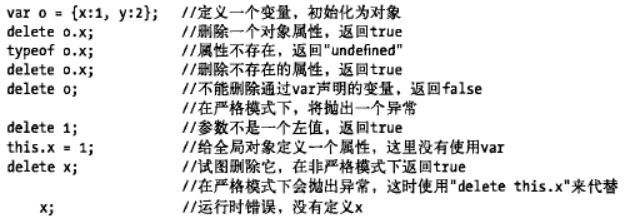 var o = {x:1, y:2};   //定义一个变量，初始化为对象
delete o.x;           //删除一个对象属性，返回true
typeof o.x;           //属性不存在，返回"undefined"
delete o.x;           //删除不存在的属性，返回true
delete o;             //不能删除通过var声明的变量，返回false
                      //在严格模式下，将抛出一个异常
delete 1;             //参数不是一个左值，返回true
this.x = 1;           //给全局对象定义一个属性，这里没有使用var
delete x;             //试图删除它，在非严格模式下返回true
                      //在严格模式下会抛出异常，这时使用"delete this.x"来代替
    x;                //运行时错误，没有定义x